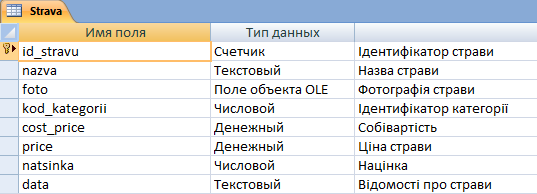 Strava
Имя поля Тип данных
id_stravu Счетчик Ідентифікатор страви
nazva Текстовый Назва страви
foto Поле объекта OLE Фотографія страви
kod_kategorii Числовой Ідентифікатор категорії
cost_price Денежный Собівартість
price Денежный Ціна страви
natsinka Числовой Націнка
data Текстовый Відомості про страви